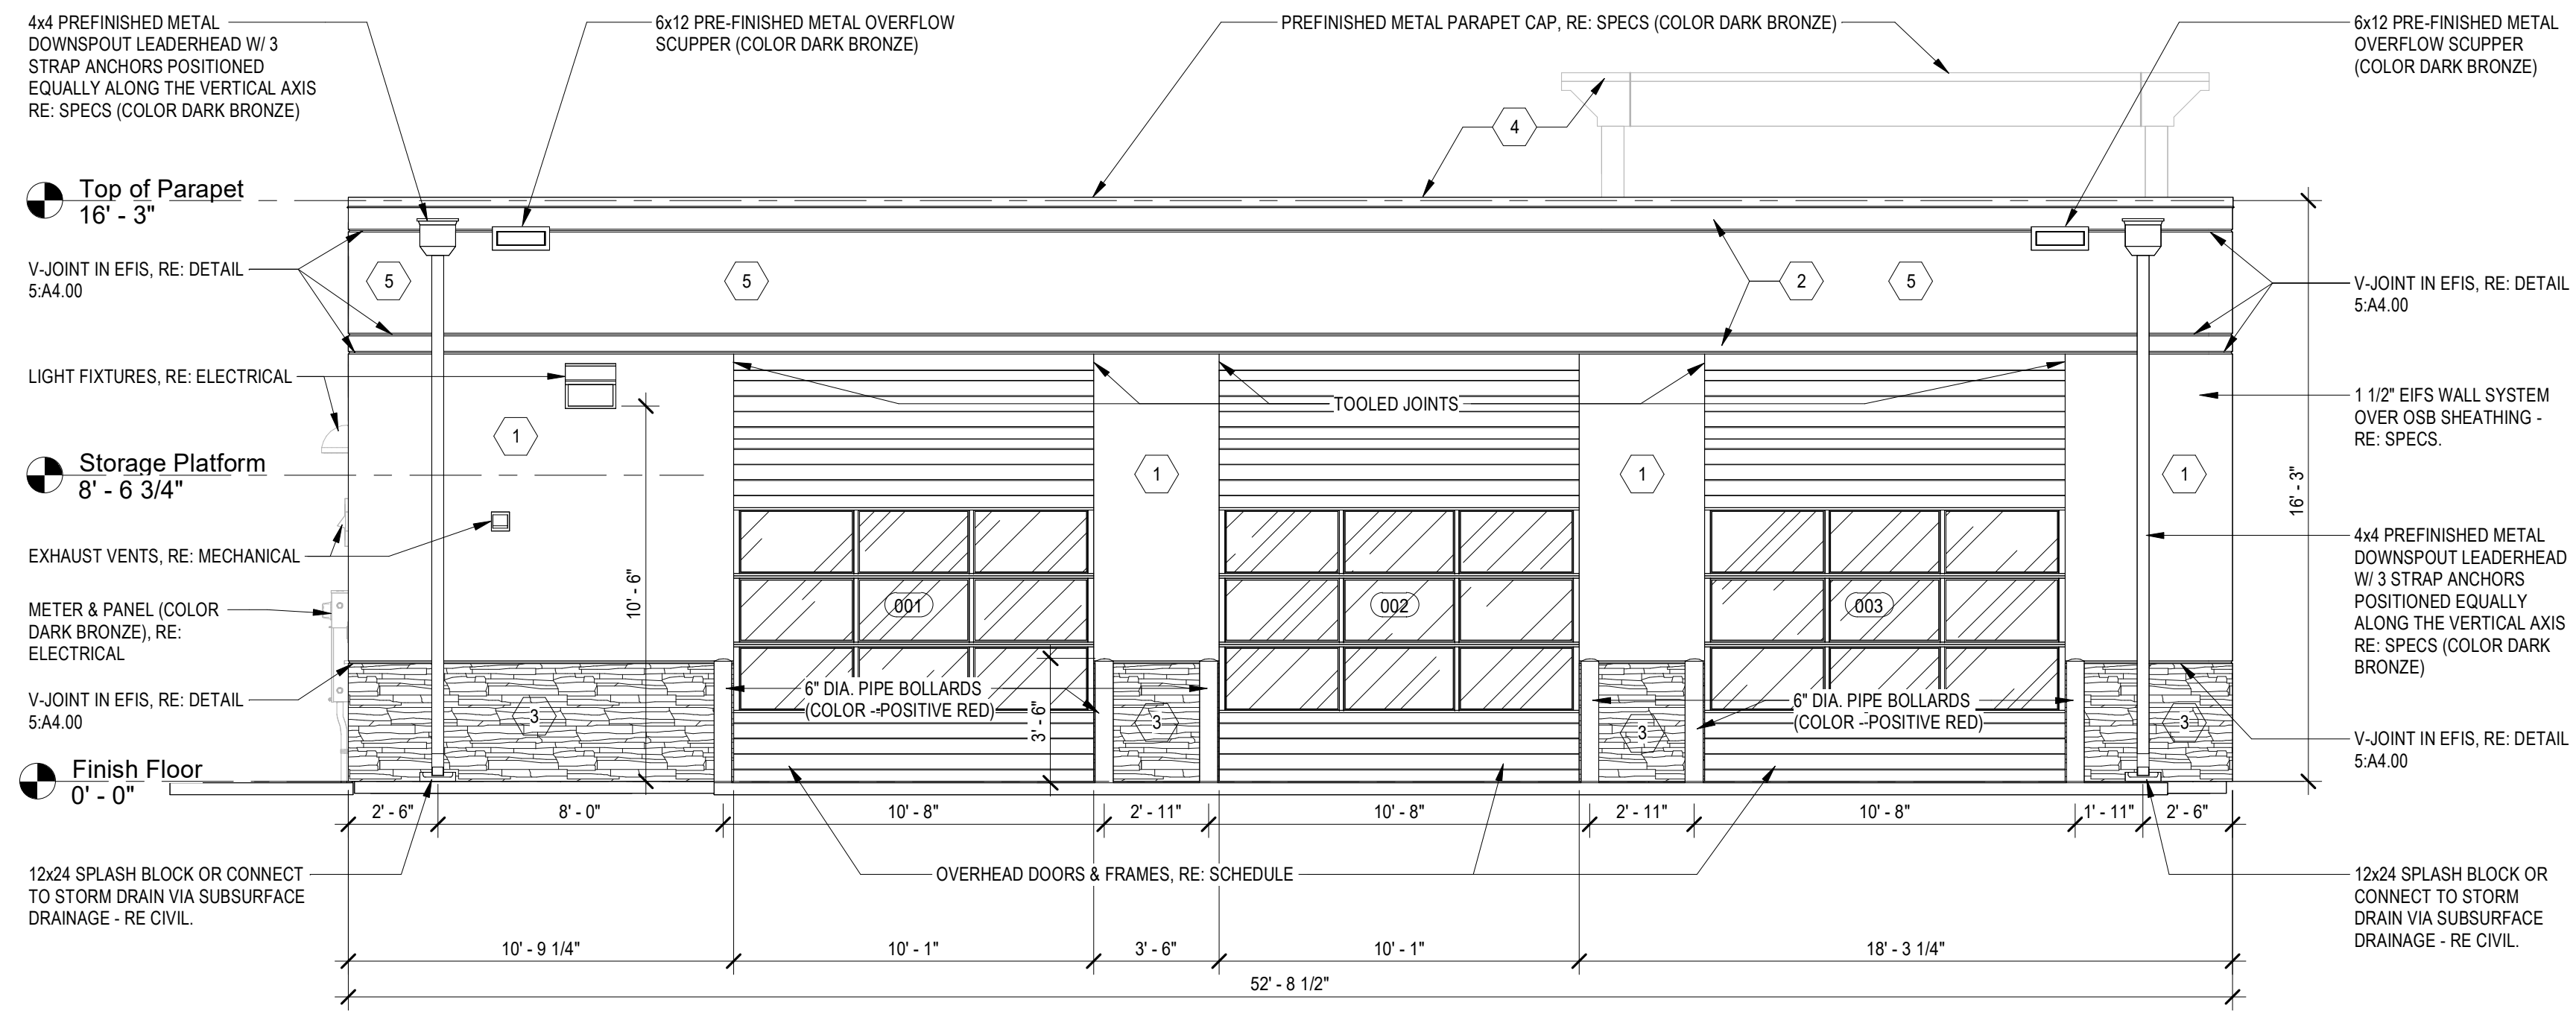 4x4 PREFINISHED METAL
DOWNSPOUT LEADERHEAD W/ 3
STRAP ANCHORS POSITIONED
EQUALLY ALONG THE VERTICAL AXIS
RE: SPECS (COLOR DARK BRONZE)
6x12 PRE-FINISHED METAL OVERFLOW
SCUPPER (COLOR DARK BRONZE)
PREFINISHED METAL PARAPET CAP, RE: SPECS (COLOR DARK BRONZE)
6x12 PRE-FINISHED METAL
OVERFLOW SCUPPER
(COLOR DARK BRONZE)
4
Top of Parapet
16' - 3"
V-JOINT IN EFIS, RE: DETAIL
5:A4.00
5
5
2
5
V-JOINT IN EFIS, RE: DETAIL
5:A4.00
LIGHT FIXTURES, RE: ELECTRICAL
TOOLED JOINTS
1 1/2" EIFS WALL SYSTEM
OVER OSB SHEATHING -
RE: SPECS.
1
Storage Platform
8' - 6 3/4"
1
1
1
16' - 3"
EXHAUST VENTS, RE: MECHANICAL
10' - 6"
4x4 PREFINISHED METAL
DOWNSPOUT LEADERHEAD
W/ 3 STRAP ANCHORS
POSITIONED EQUALLY
ALONG THE VERTICAL AXIS
RE: SPECS (COLOR DARK
BRONZE)
METER & PANEL (COLOR
DARK BRONZE), RE:
ELECTRICAL
001
002
003
V-JOINT IN EFIS, RE: DETAIL
5:A4.00
3
6" DIA. PIPE BOLLARDS
(COLOR - POSITIVE RED)
3' - 6"
3
3
6" DIA. PIPE BOLLARDS
(COLOR - POSITIVE RED)
3
V-JOINT IN EFIS, RE: DETAIL
5:A4.00
Finish Floor
0' - 0"
2' - 6"
8' - 0"
10' - 8"
2' - 11"
10' - 8"
2' - 11"
10' - 8"
1' - 11"
2' - 6"
12x24 SPLASH BLOCK OR CONNECT
TO STORM DRAIN VIA SUBSURFACE
DRAINAGE - RE CIVIL.
OVERHEAD DOORS & FRAMES, RE: SCHEDULE
12x24 SPLASH BLOCK OR
CONNECT TO STORM
DRAIN VIA SUBSURFACE
DRAINAGE - RE CIVIL.
10' - 9 1/4"
10' - 1"
3' - 6"
10' - 1"
18' - 3 1/4"
52' - 8 1/2"